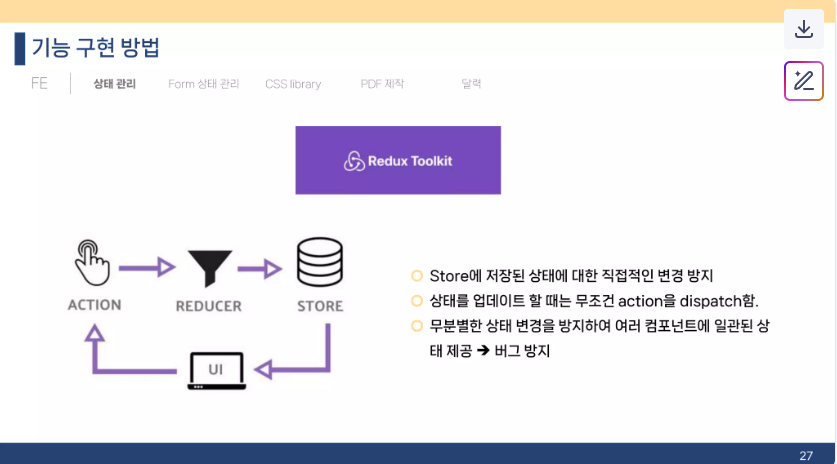 기능 구현 방법
FE 상태 관리 Form 상태 관리 CSS library PDF 제작 달력
Redux Toolkit
ACTION REDUCER STORE
UI
Store에 저장된 상태에 대한 직접적인 변경 방지
상태를 업데이트 할 때는 무조건 action을 dispatch함.
무분별한 상태 변경을 방지하여 여러 컴포넌트에 일관된 상
태 제공 → 버그 방지
27